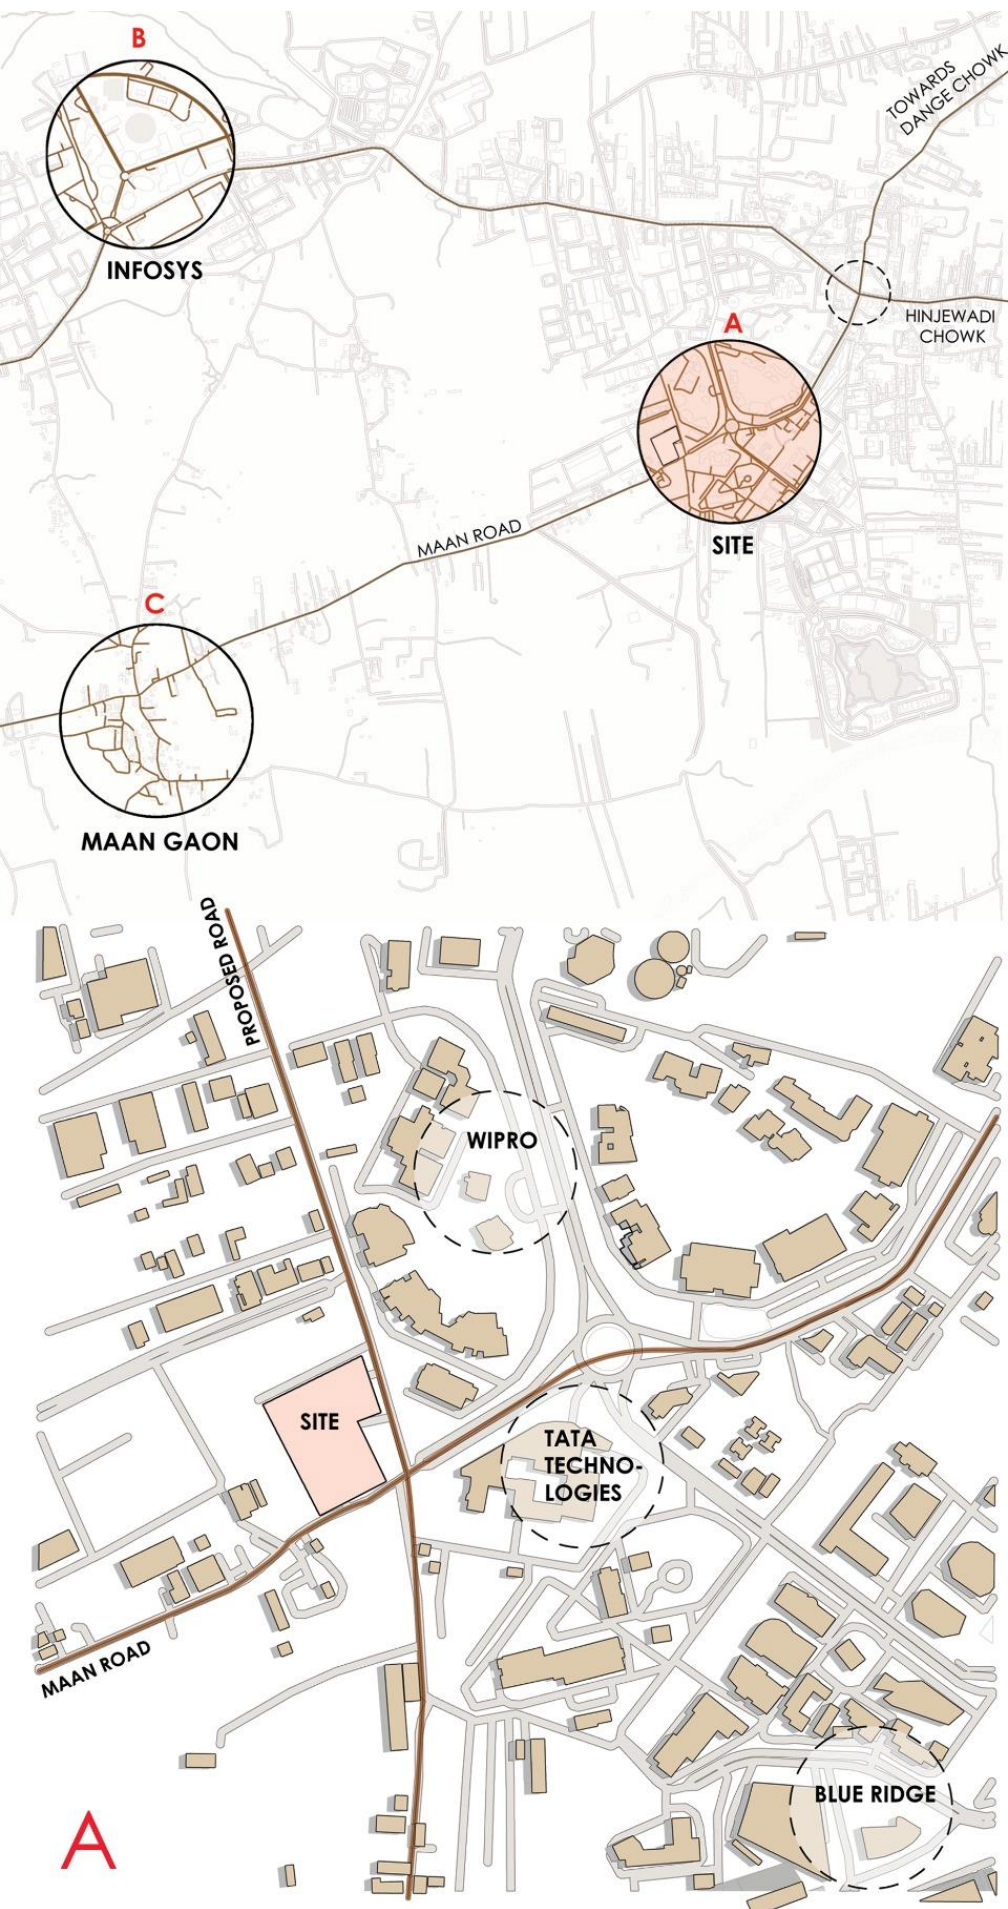 B
TOWARDS
DANGE CHOWK
INFOSYS
HINJEWADI
CHOWK
A
MAAN ROAD
SITE
C
MAAN GAON
PROPOSED ROAD
WIPRO
SITE
TATA
TECHNO-
LOGIES
MAAN ROAD
BLUE RIDGE
A